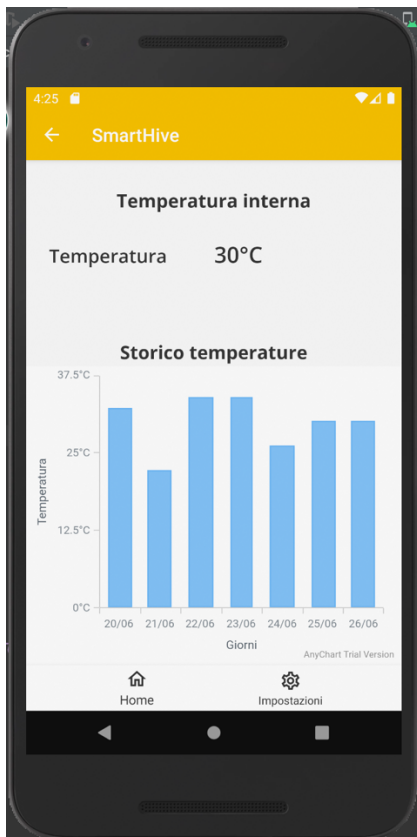 4:25
SmartHive
Temperatura interna
Temperatura 30°C
Storico temperature
37.5°C
25°C
12.5°C
0°C
Temperatura
20/06 21/06 22/06 23/06 24/06 25/06 26/06
Giorni
AnyChart Trial Version
Home Impostazioni